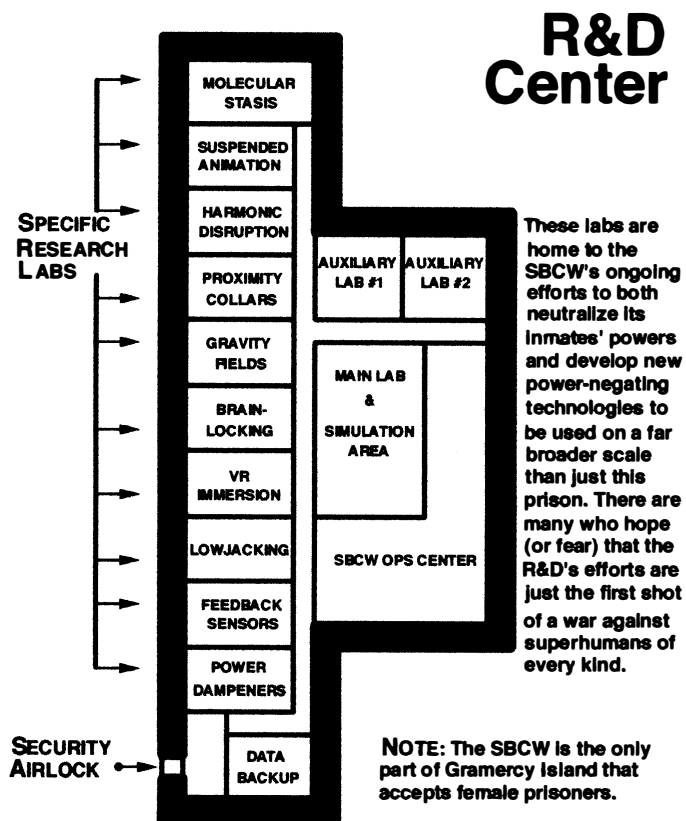 R&D
Center
MOLECULAR
STASIS
SUSPENDED
ANIMATION
HARMONIC
DISRUPTION
PROXIMITY
COLLARS
GRAVITY
FIELDS
BRAIN-
LOCKING
VR
IMMERSION
LOWJACKING
FEEDBACK
SENSORS
POWER
DAMPENERS
DATA
BACKUP
SPECIFIC
RESEARCH
LABS
SECURITY
AIRLOCK
AUXILIARY
LAB #1
AUXILIARY
LAB #2
MAIN LAB
&
SIMULATION
AREA
SBCW OPS CENTER
These labs are
home to the
SBCW's ongoing
efforts to both
neutralize its
inmates' powers
and develop new
power-negating
technologies to
be used on a far
broader scale
than just this
prison. There are
many who hope
(or fear) that the
R&D's efforts are
just the first shot
of a war against
superhumans of
every kind.
NOTE: The SBCW is the only
part of Gramercy Island that
accepts female prisoners.